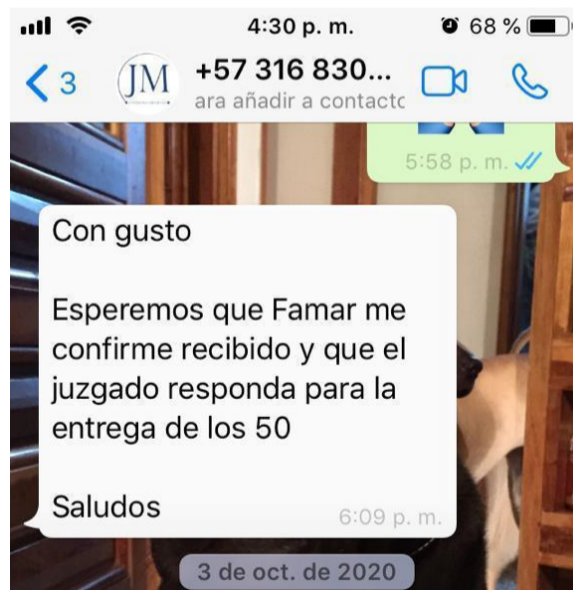 4:30 p. m.
68 %
3
JM
+57 316 830...
ara añadir a contactc
5:58 p. m.
Con gusto
Esperemos que Famar me
confirme recibido y que el
juzgado responda para la
entrega de los 50
Saludos
6:09 p. m.
3 de oct. de 2020